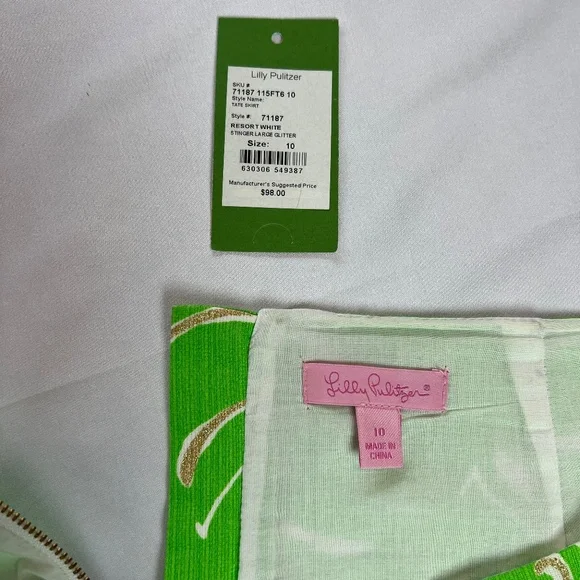 Lilly Pulitzer
SKU #
71187 115FT6 10
Style Name:
TATE SKIRT
Style #: 71187
RESORT WHITE
STINGER LARGE GLITTER
Size: 10
630306 549387
Manufacturer's Suggested Price
$98.00
Lilly Pulitzer®
10
MADE IN
CHINA